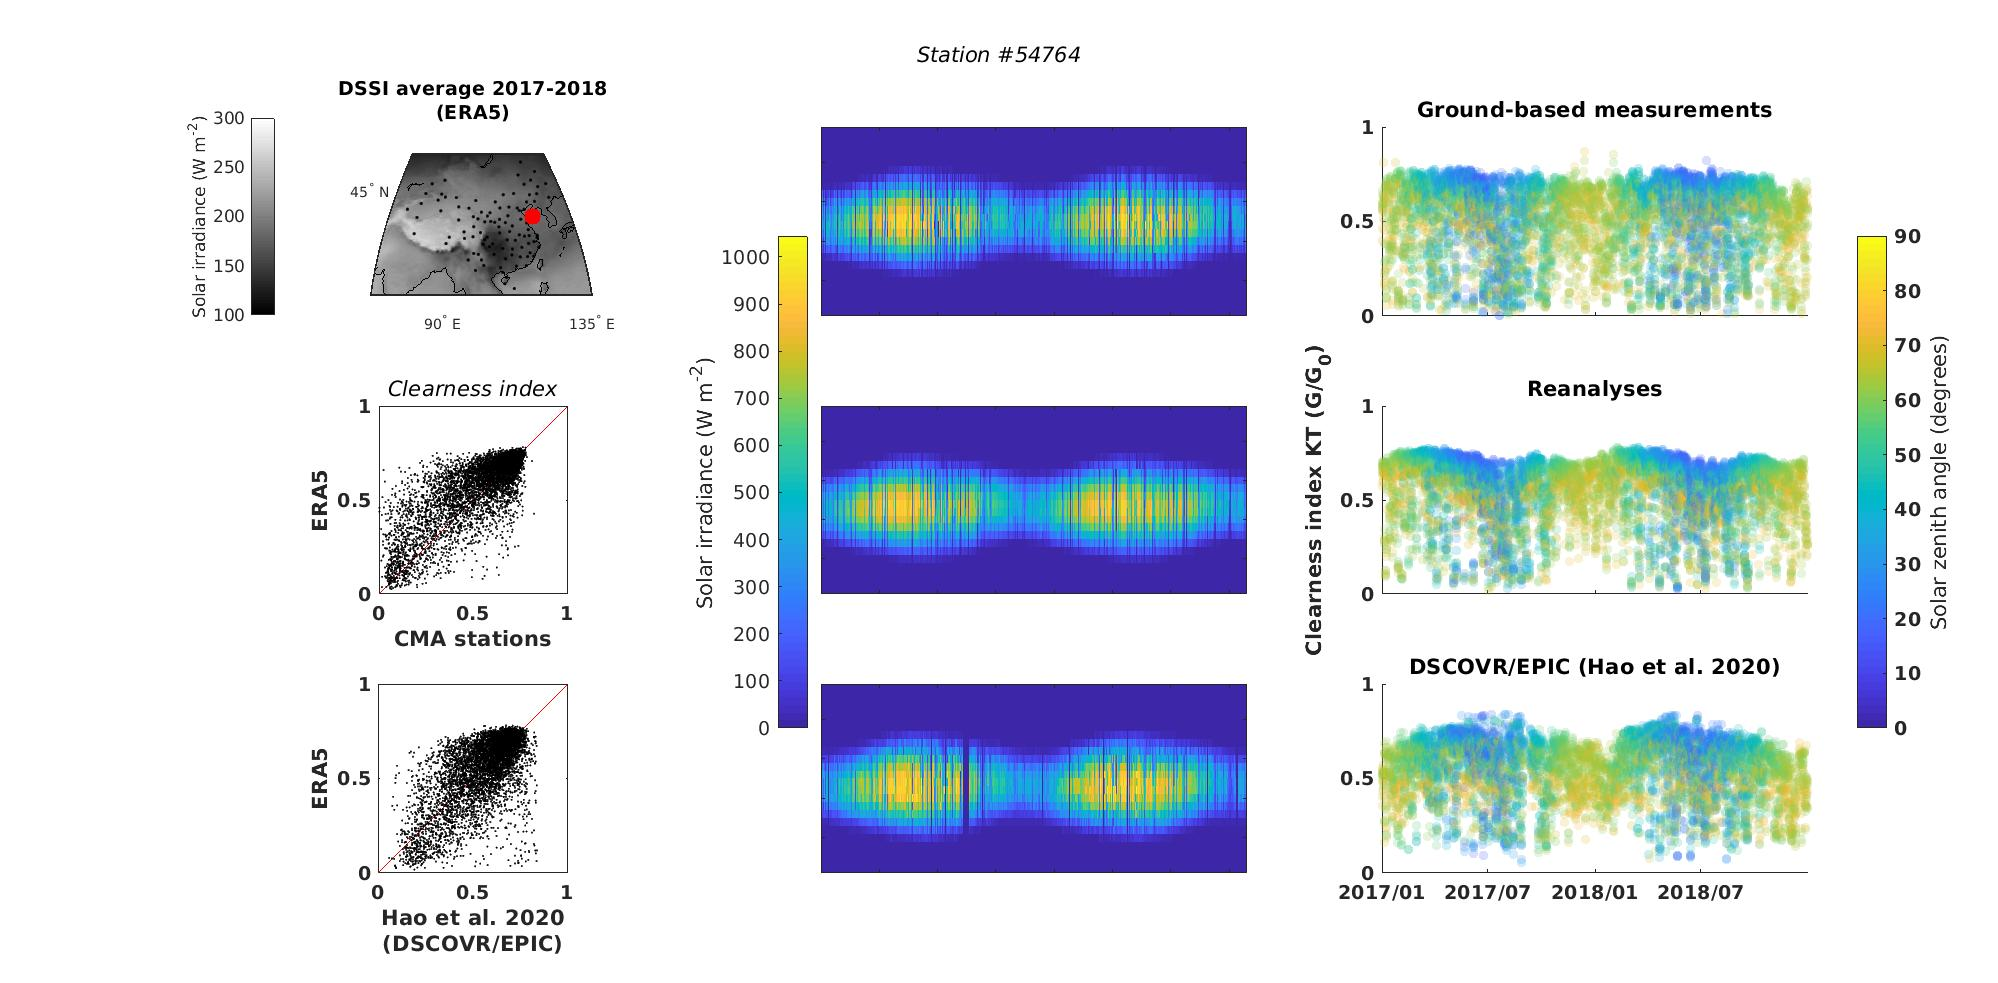 Station #54764
DSSI average 2017-2018
(ERA5)
Solar irradiance (W m-2)
300
250
200
150
100
45° N
90° E
135° E
Clearness index
1
0.5
0
ERA5
0
0.5
1
CMA stations
1
0.5
0
ERA5
0
0.5
1
Hao et al. 2020
(DSCOVR/EPIC)
Solar irradiance (W m-2)
1000
900
800
700
600
500
400
300
200
100
0
Clearness index KT (G/G0)
Ground-based measurements
1
0.5
0
Reanalyses
1
0.5
0
DSCOVR/EPIC (Hao et al. 2020)
1
0.5
0
2017/01
2017/07
2018/01
2018/07
90
80
70
60
50
40
30
20
10
0
Solar zenith angle (degrees)